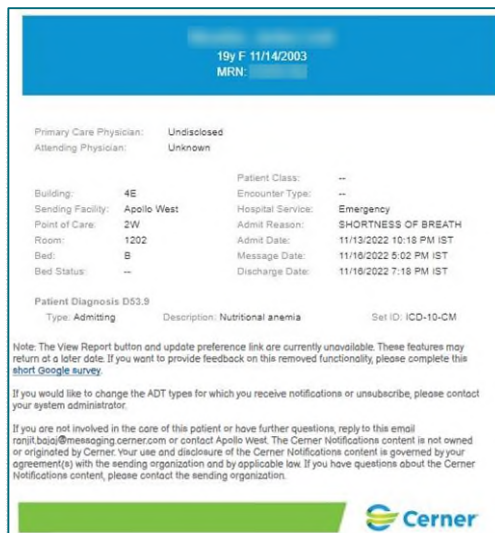 19y F 11/14/2003
MRN:
Primary Care Physician: Undisclosed
Attending Physician: Unknown
Patient Class: --
Building: 4E Encounter Type: --
Sending Facility: Apollo West Hospital Service: Emergency
Point of Care: 2W Admit Reason: SHORTNESS OF BREATH
Room: 1202 Admit Date: 11/13/2022 10:18 PM IST
Bed: B Message Date: 11/16/2022 5:02 PM IST
Bed Status: -- Discharge Date: 11/16/2022 7:18 PM IST
Patient Diagnosis D53.9
Type: Admitting Description: Nutritional anemia Set ID: ICD-10-CM
Note: The View Report button and update preference link are currently unavailable. These features may
return at a later date. If you want to provide feedback on this removed functionality, please complete this
short Google survey.
If you would like to change the ADT types for which you receive notifications or unsubscribe, please contact
your system administrator.
If you are not involved in the care of this patient or have further questions, reply to this email
ranjit.bajaj@messaging.cerner.com or contact Apollo West. The Cerner Notifications content is not owned
or originated by Cerner. Your use and disclosure of the Cerner Notifications content is governed by your
agreement(s) with the sending organization and by applicable law. If you have questions about the Cerner
Notifications content, please contact the sending organization.
Cerner